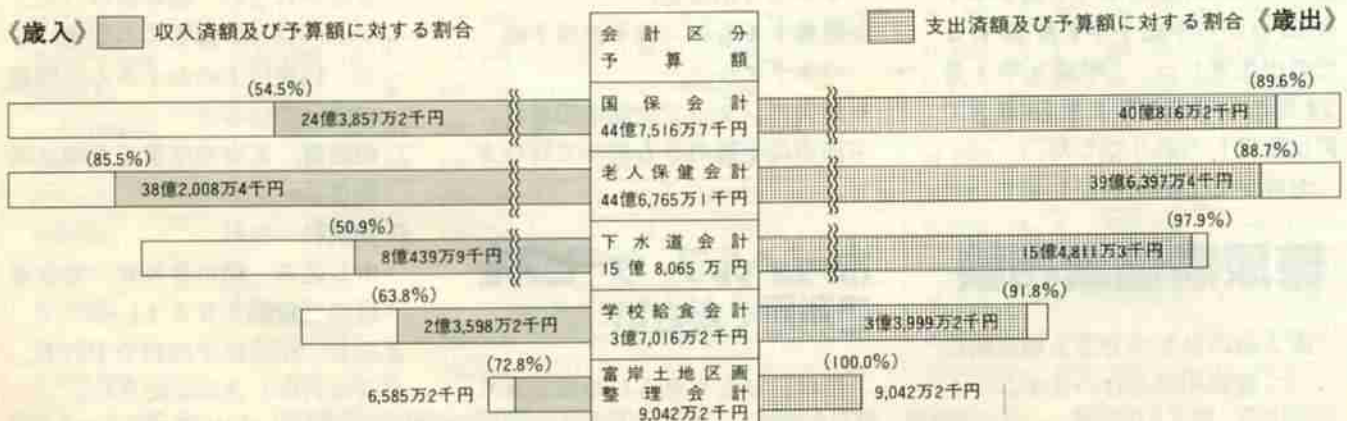 《歳入》 収入済額及び予算額に対する割合
会計区分
予算額
支出済額及び予算額に対する割合 《歳出》
(54.5%)
24億3,857万2千円
国保会計
44億7,516万7千円
(89.6%)
40億816万2千円
(85.5%)
38億2,008万4千円
老人保健会計
44億6,765万1千円
(88.7%)
39億6,397万4千円
(50.9%)
8億439万9千円
下水道会計
15億8,065万円
(97.9%)
15億4,811万3千円
(63.8%)
2億3,598万2千円
学校給食会計
3億7,016万2千円
(91.8%)
3億3,999万2千円
(72.8%)
6,585万2千円
富岸土地区画
整理会計
9,042万2千円
(100.0%)
9,042万2千円